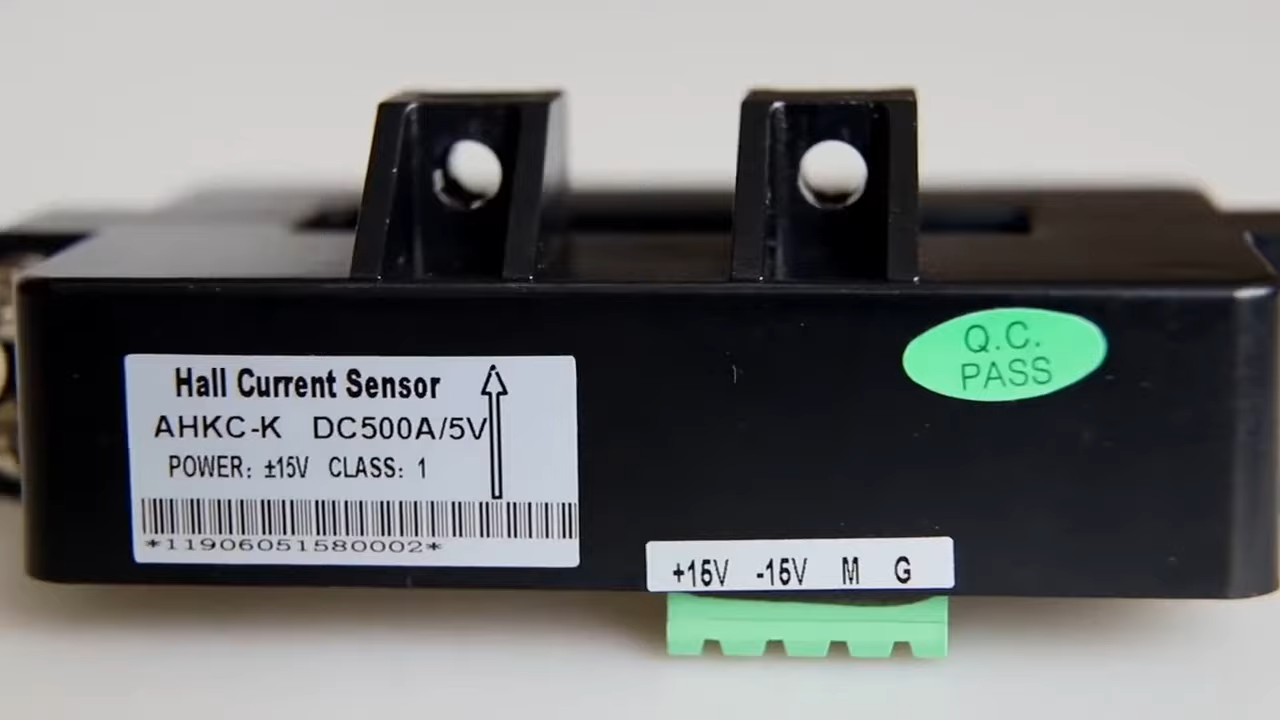 Hall Current Sensor
AHKC-K DC500A/5V
POWER: ±15V CLASS: 1
*11906051580002*
Q.C.
PASS
+15V -15V M G